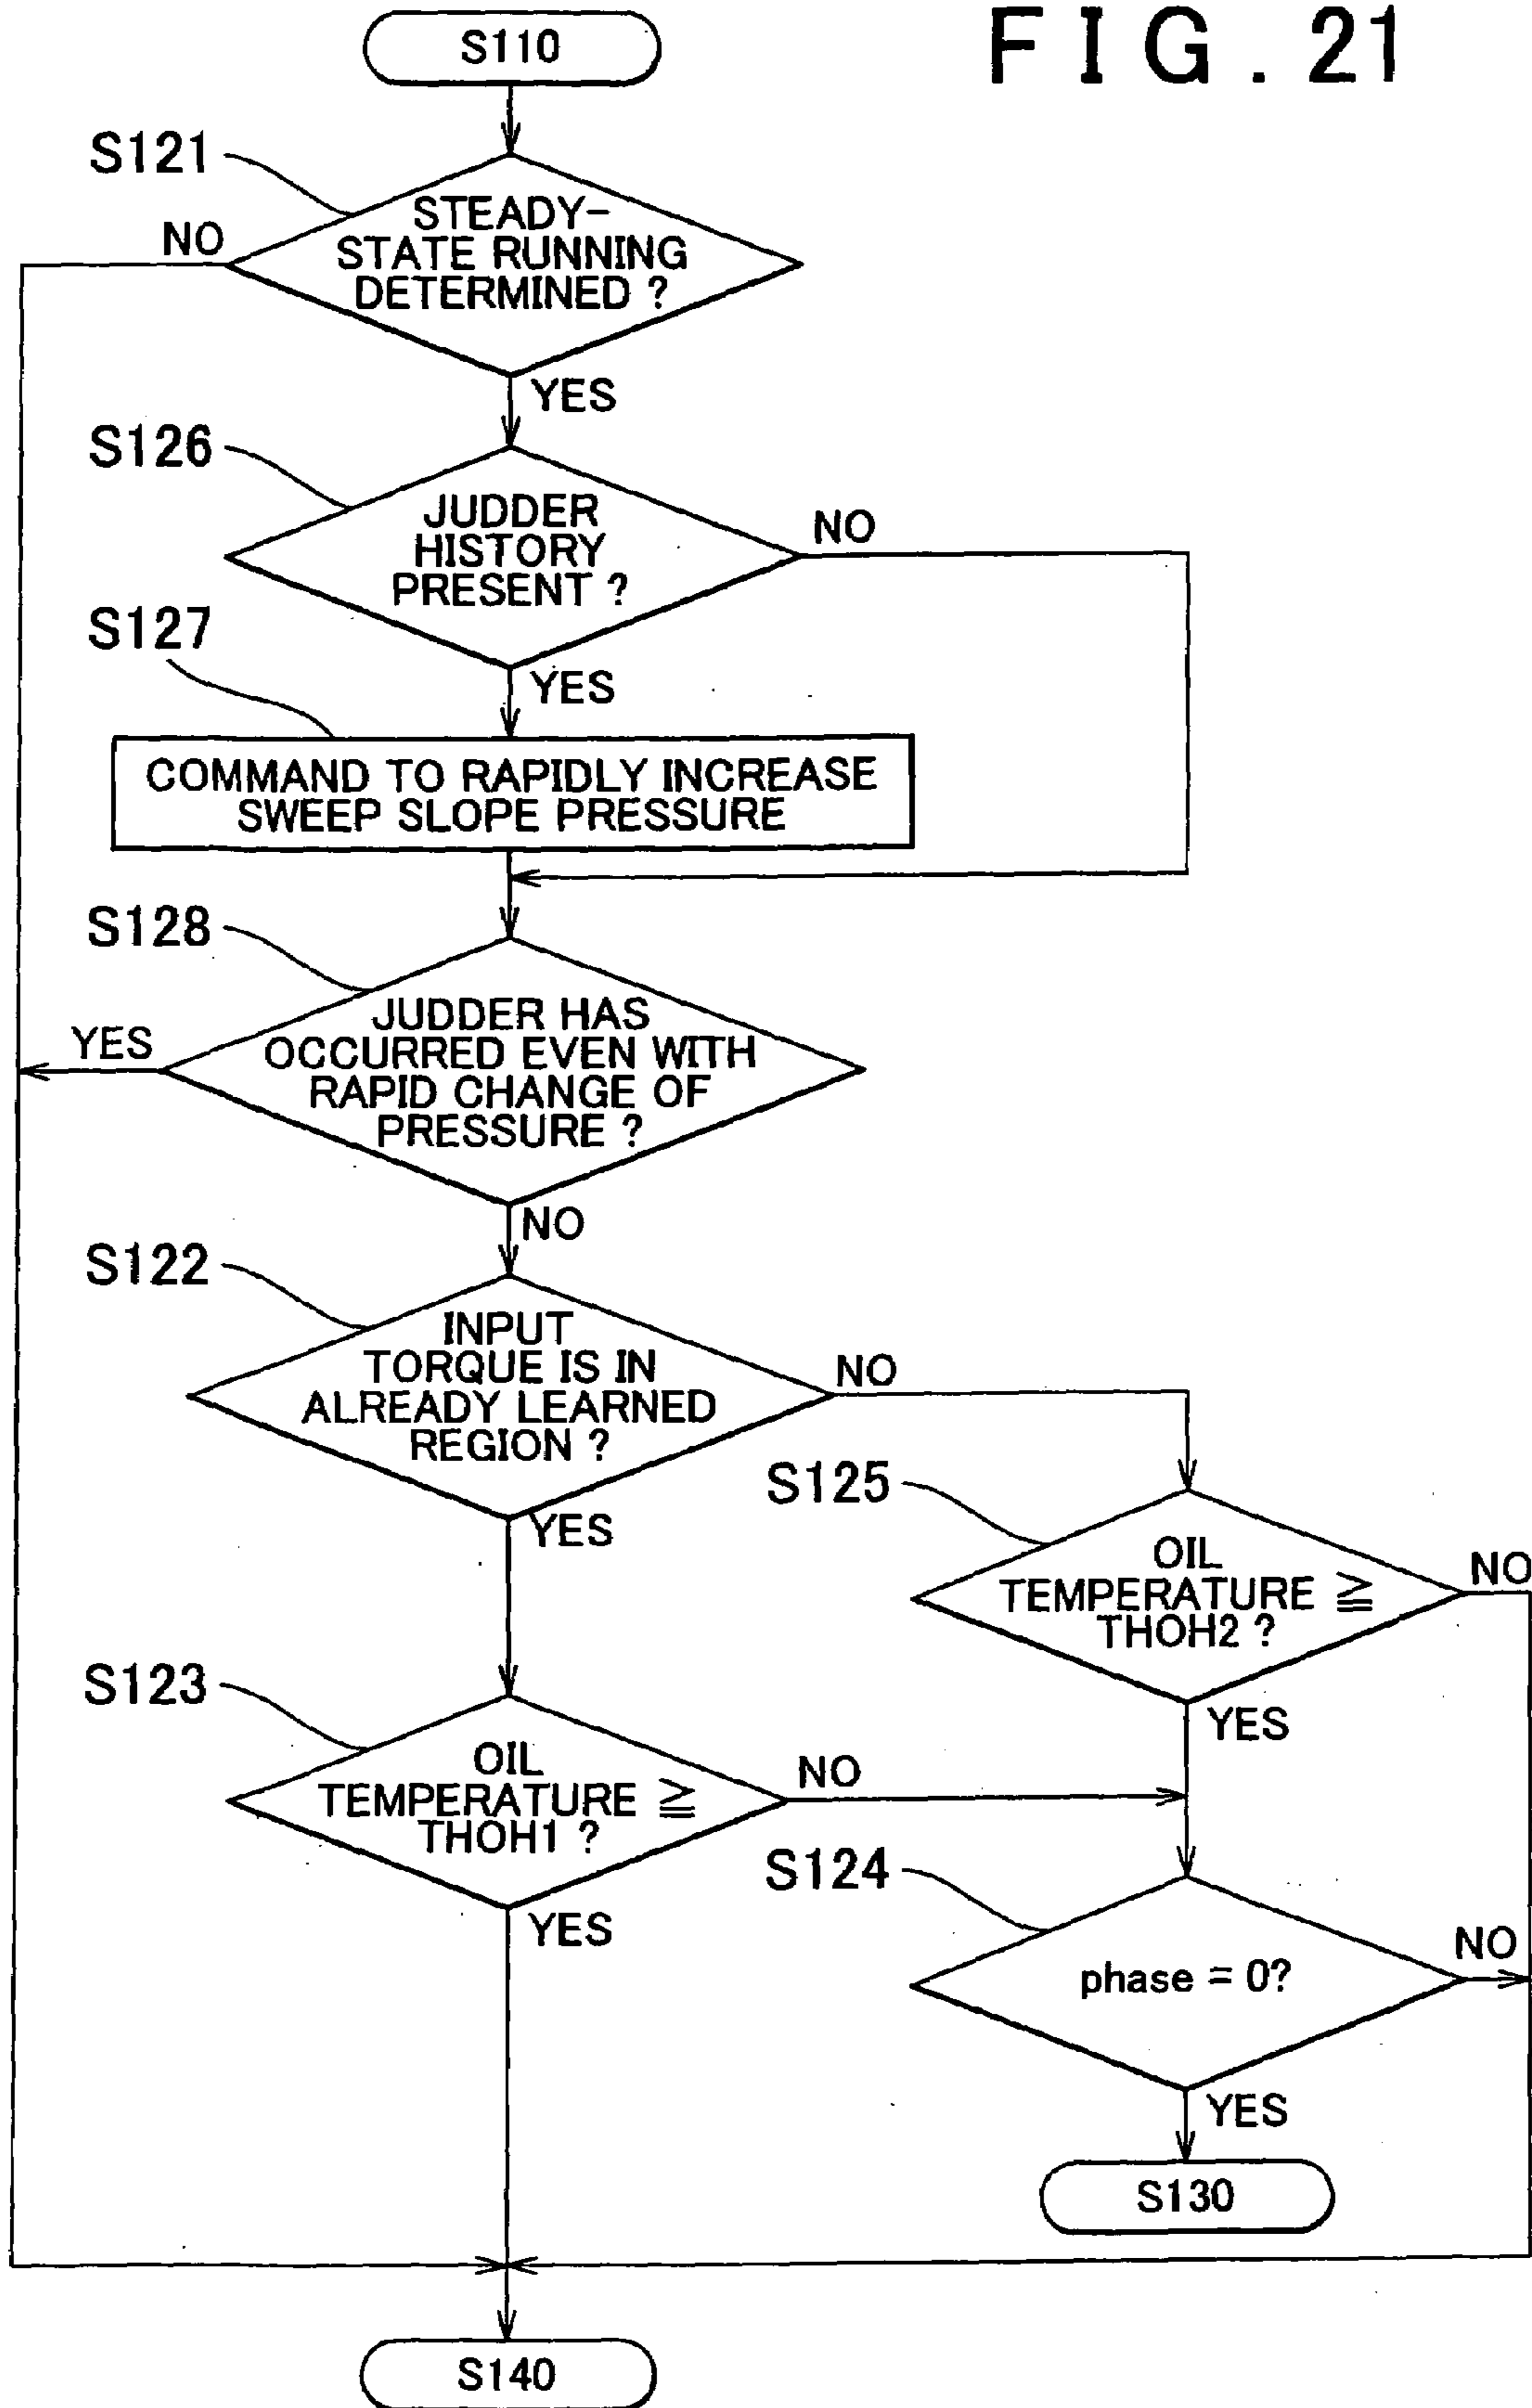 FIG. 21
S110
S121
STEADY-
STATE RUNNING
DETERMINED ?
NO
YES
S126
JUDDER
HISTORY
PRESENT ?
NO
YES
S127
COMMAND TO RAPIDLY INCREASE
SWEEP SLOPE PRESSURE
S128
JUDDER HAS
OCCURRED EVEN WITH
RAPID CHANGE OF
PRESSURE ?
YES
NO
S122
INPUT
TORQUE IS IN
ALREADY LEARNED
REGION ?
NO
YES
S125
OIL
TEMPERATURE ≧
THOH2 ?
NO
YES
S123
OIL
TEMPERATURE ≧
THOH1 ?
NO
YES
S124
phase = 0?
NO
YES
S130
S140